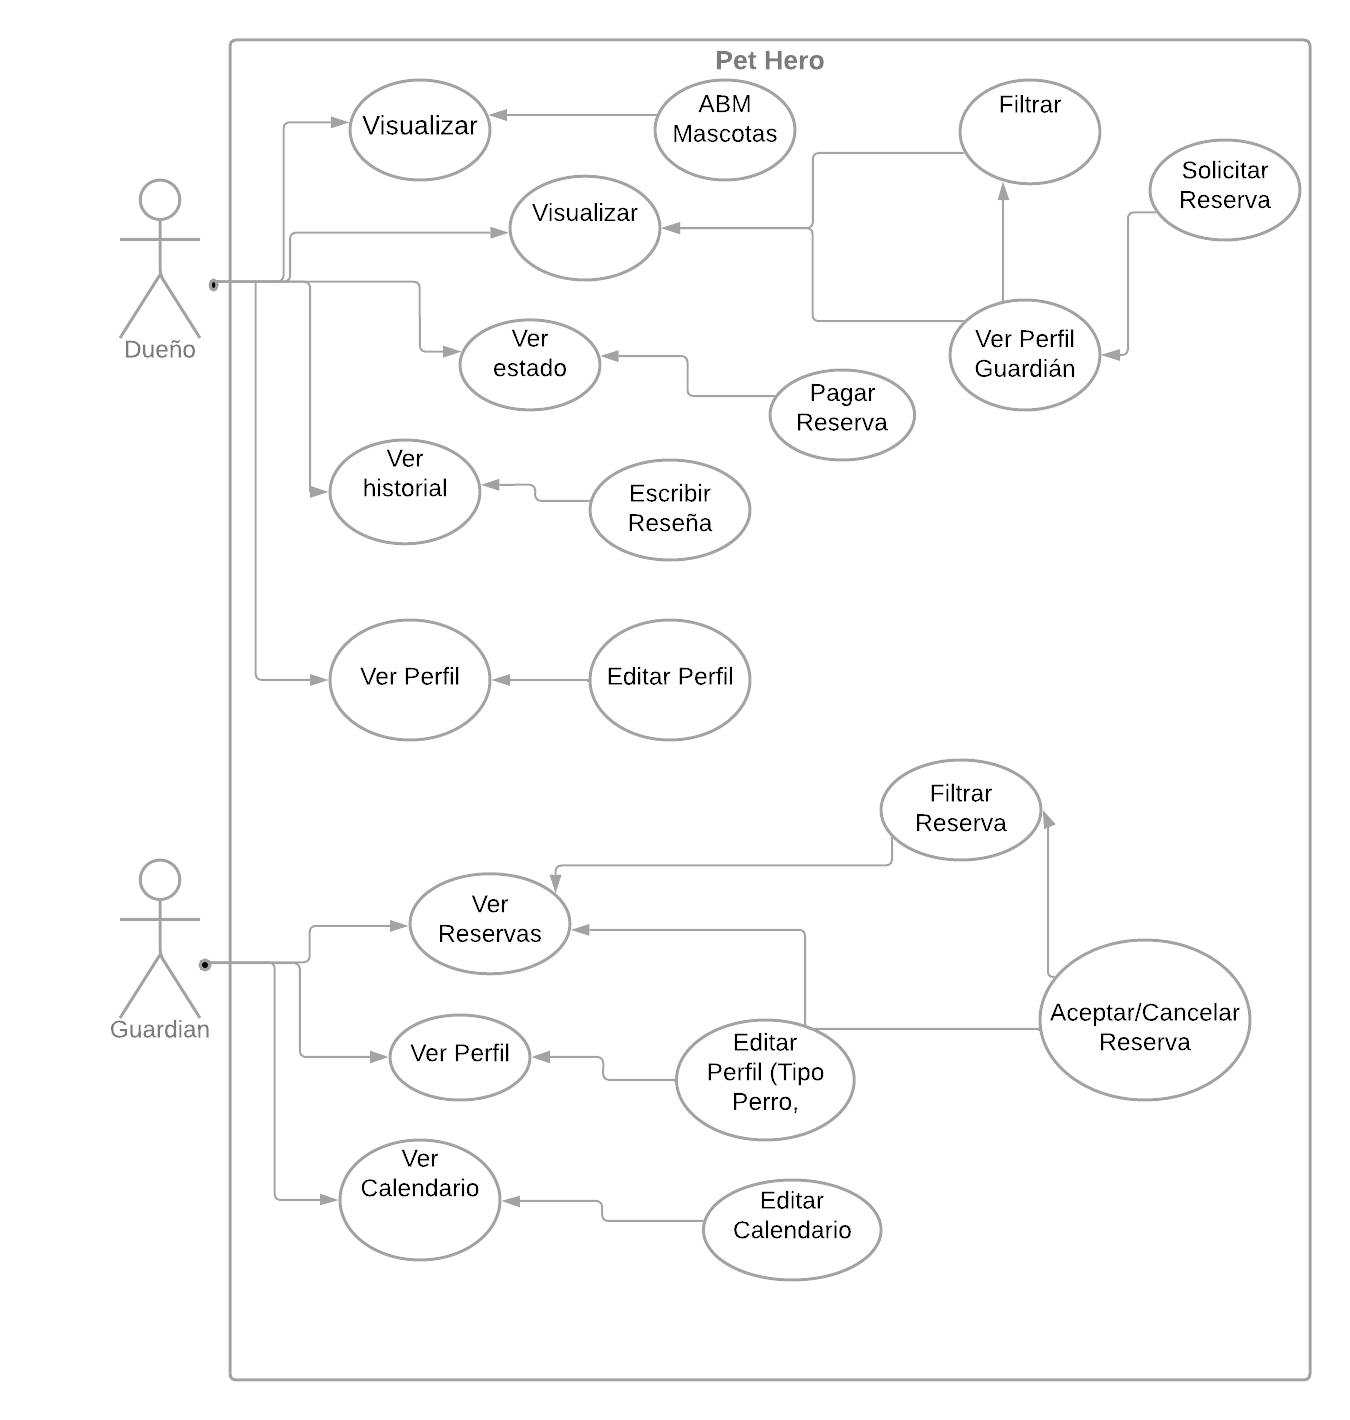 Pet Hero
Visualizar
ABM
Mascotas
Filtrar
Solicitar
Reserva
Visualizar
Dueño
Ver
estado
Ver Perfil
Guardián
Pagar
Reserva
Ver
historial
Escribir
Reseña
Ver Perfil
Editar Perfil
Filtrar
Reserva
Ver
Reservas
Guardian
Aceptar/Cancelar
Reserva
Ver Perfil
Editar
Perfil (Tipo
Perro,
Ver
Calendario
Editar
Calendario